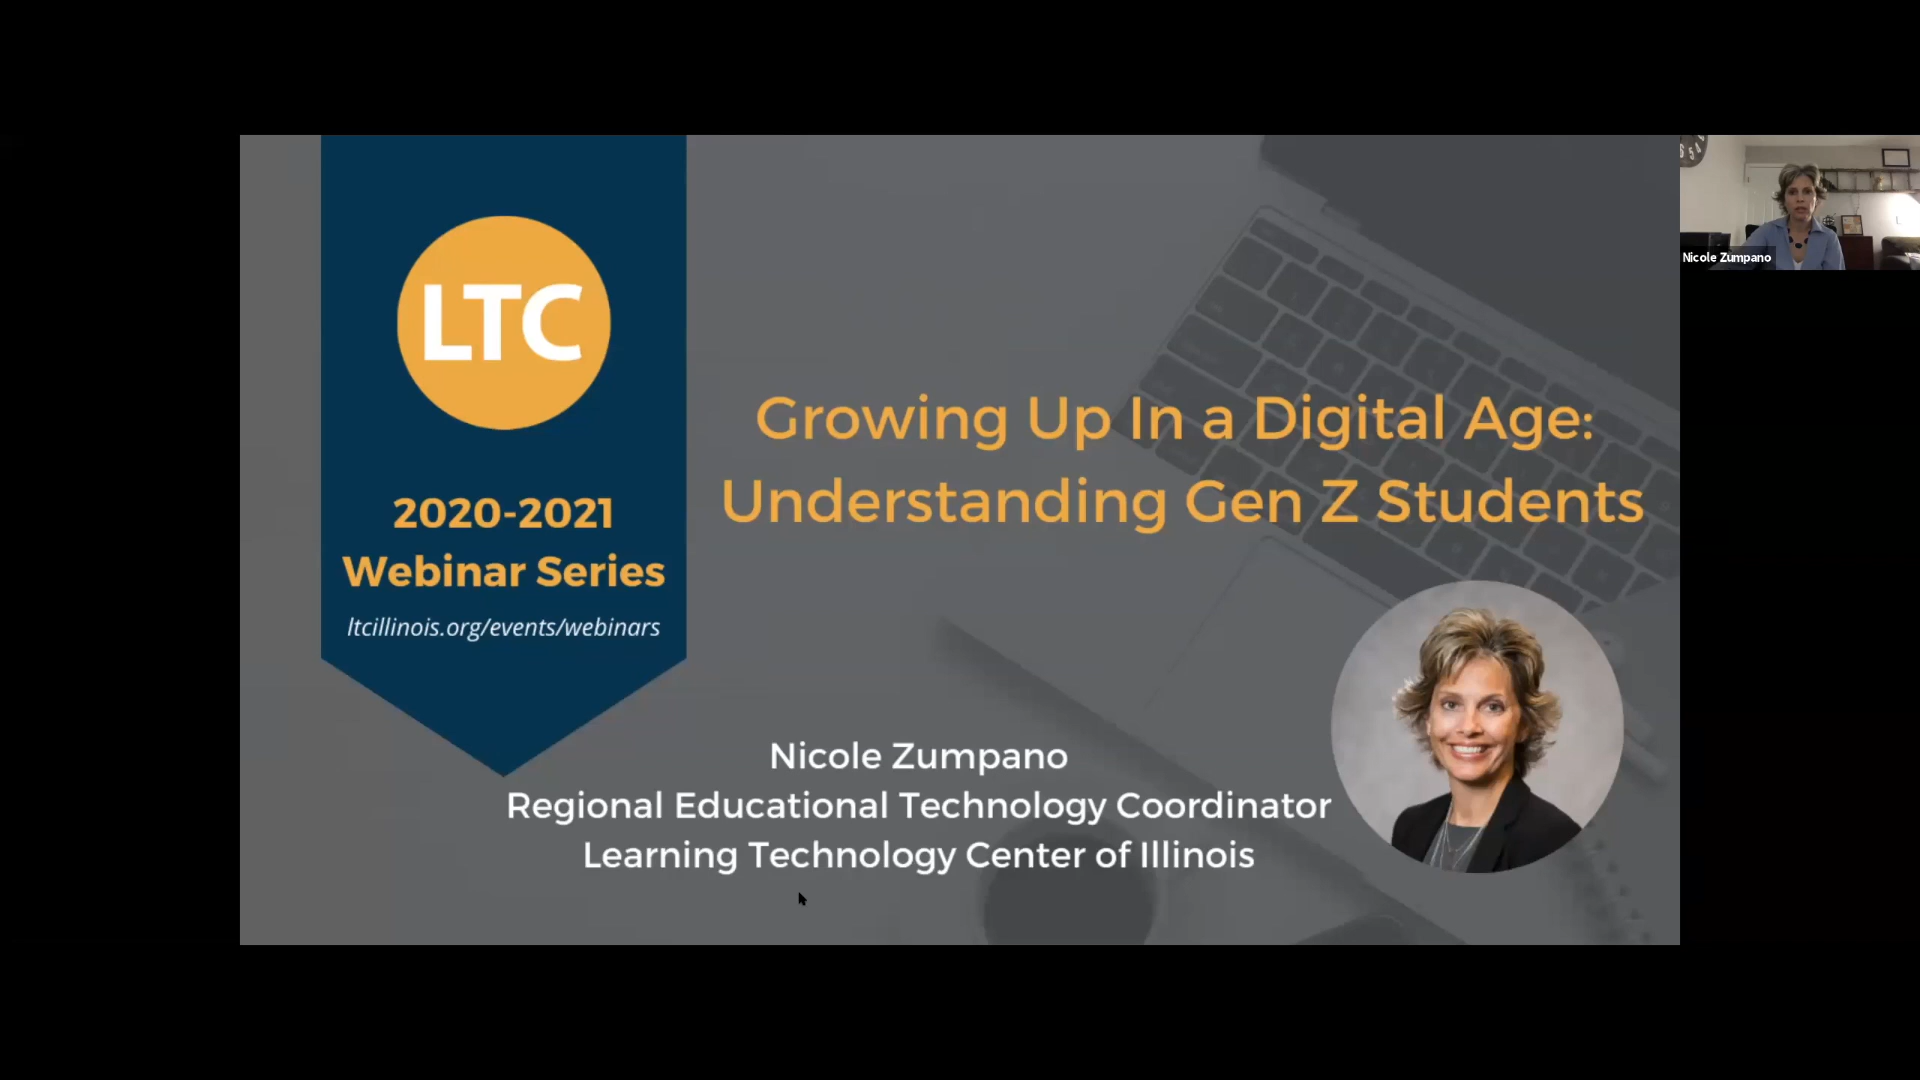 LTC
2020-2021
Webinar Series
ltcillinois.org/events/webinars
Growing Up In a Digital Age:
Understanding Gen Z Students
Nicole Zumpano
Regional Educational Technology Coordinator
Learning Technology Center of Illinois
Nicole Zumpano